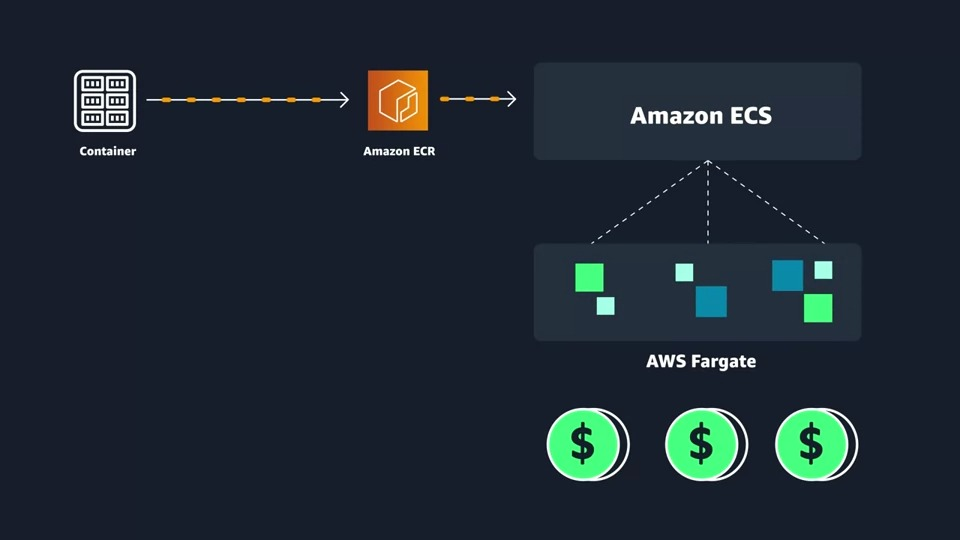 Container
Amazon ECR
Amazon ECS
AWS Fargate
$
$
$